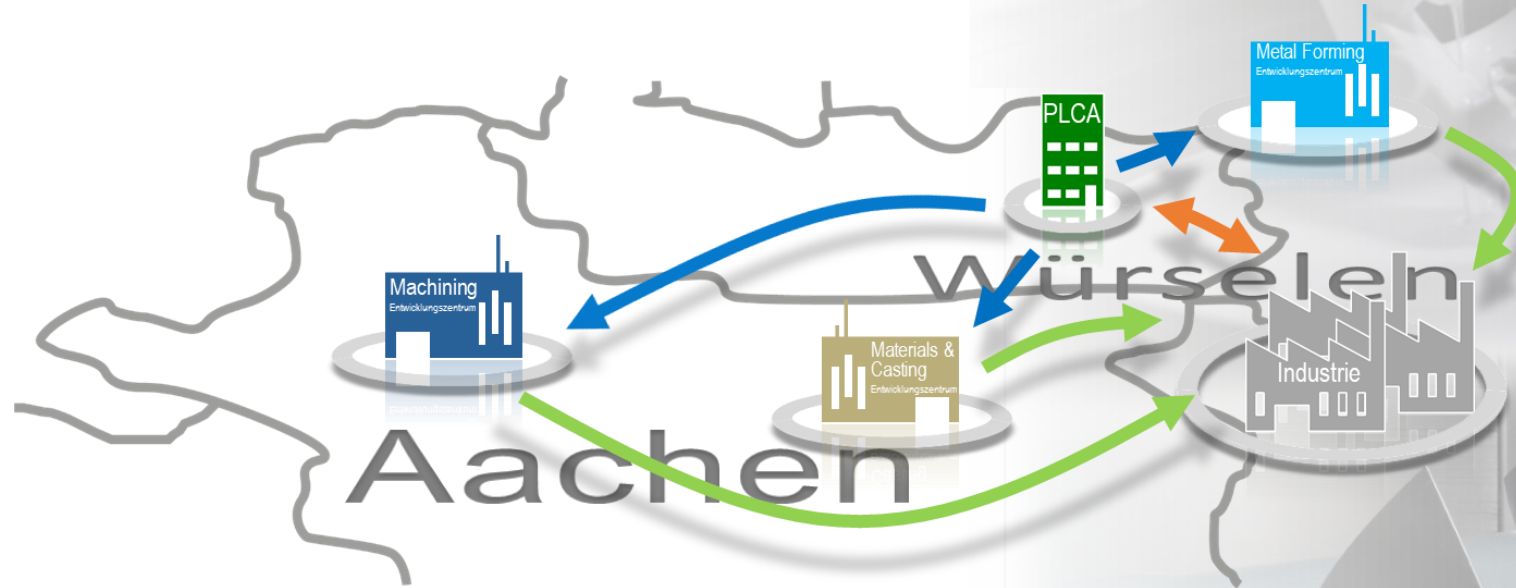 Metal Forming
Entwicklungszentrum
PLCA
Würselen
Machining
Entwicklungszentrum
Materials &
Casting
Entwicklungszentrum
Industrie
Aachen